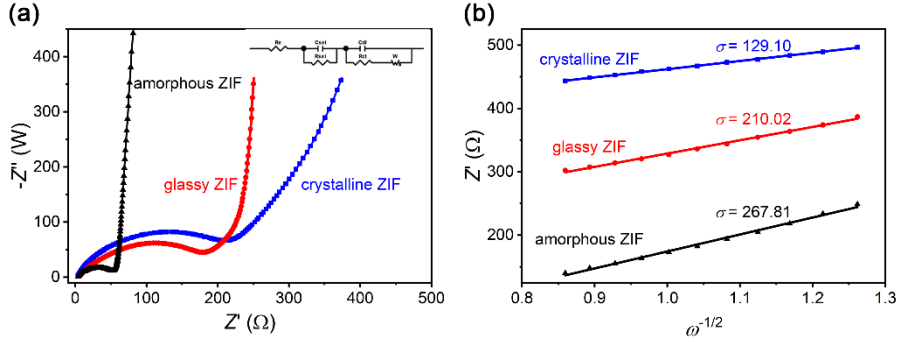 (a)
(b)
400
300
200
100
0
-Z'' (W)
0
100
200
300
400
500
Z' (Ω)
amorphous ZIF
glassy ZIF
crystalline ZIF
Re
Csei
Rsei
Cdl
Rct
W
500
400
300
200
Z' (Ω)
0.8
0.9
1.0
1.1
1.2
1.3
ω-1/2
crystalline ZIF
σ = 129.10
glassy ZIF
σ = 210.02
amorphous ZIF
σ = 267.81